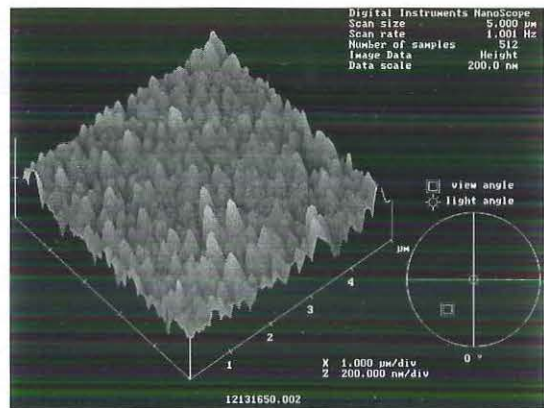 Digital Instruments NanoScope
Scan size 5.000 µm
Scan rate 1.001 Hz
Number of samples 512
Image Data Height
Data scale 200.0 nm
view angle
light angle
µm
4
3
2
1
X 1.000 µm/div
Z 200.000 nm/div
0 °
12131650.002